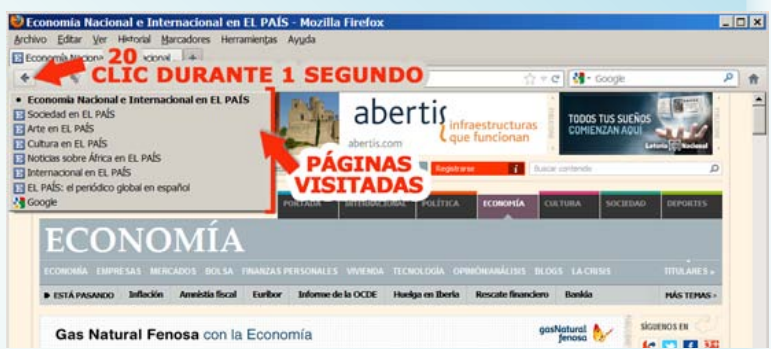 Economía Nacional e Internacional en EL PAÍS - Mozilla Firefox
Archivo Editar Ver Historial Marcadores Herramientas Ayuda
Economía Naciona
20
CLIC DURANTE 1 SEGUNDO
Google
• Economía Nacional e Internacional en EL PAÍS
Sociedad en EL PAÍS
Arte en EL PAÍS
Cultura en EL PAÍS
Noticias sobre África en EL PAÍS
Internacional en EL PAÍS
EL PAÍS: el periódico global en español
Google
PÁGINAS
VISITADAS
abertis
abertis.com
infraestructuras
que funcionan
TODOS TUS SUEÑOS
COMIENZAN AQUÍ
Lotería Nacional
Registrarse
i
Buscar contenido
PORTADA INTERNACIONAL POLÍTICA ECONOMÍA CULTURA SOCIEDAD DEPORTES
ECONOMÍA
ECONOMÍA EMPRESAS MERCADOS BOLSA FINANZAS PERSONALES VIVIENDA TECNOLOGÍA OPINIÓN/ANÁLISIS BLOGS LA CRISIS TITULARES »
ESTÁ PASANDO Inflación Amnistía fiscal Euribor Informe de la OCDE Huelga en Iberia Rescate financiero Bankia MÁS TEMAS »
Gas Natural Fenosa con la Economía
gasNatural
fenosa
SÍGUENOS EN